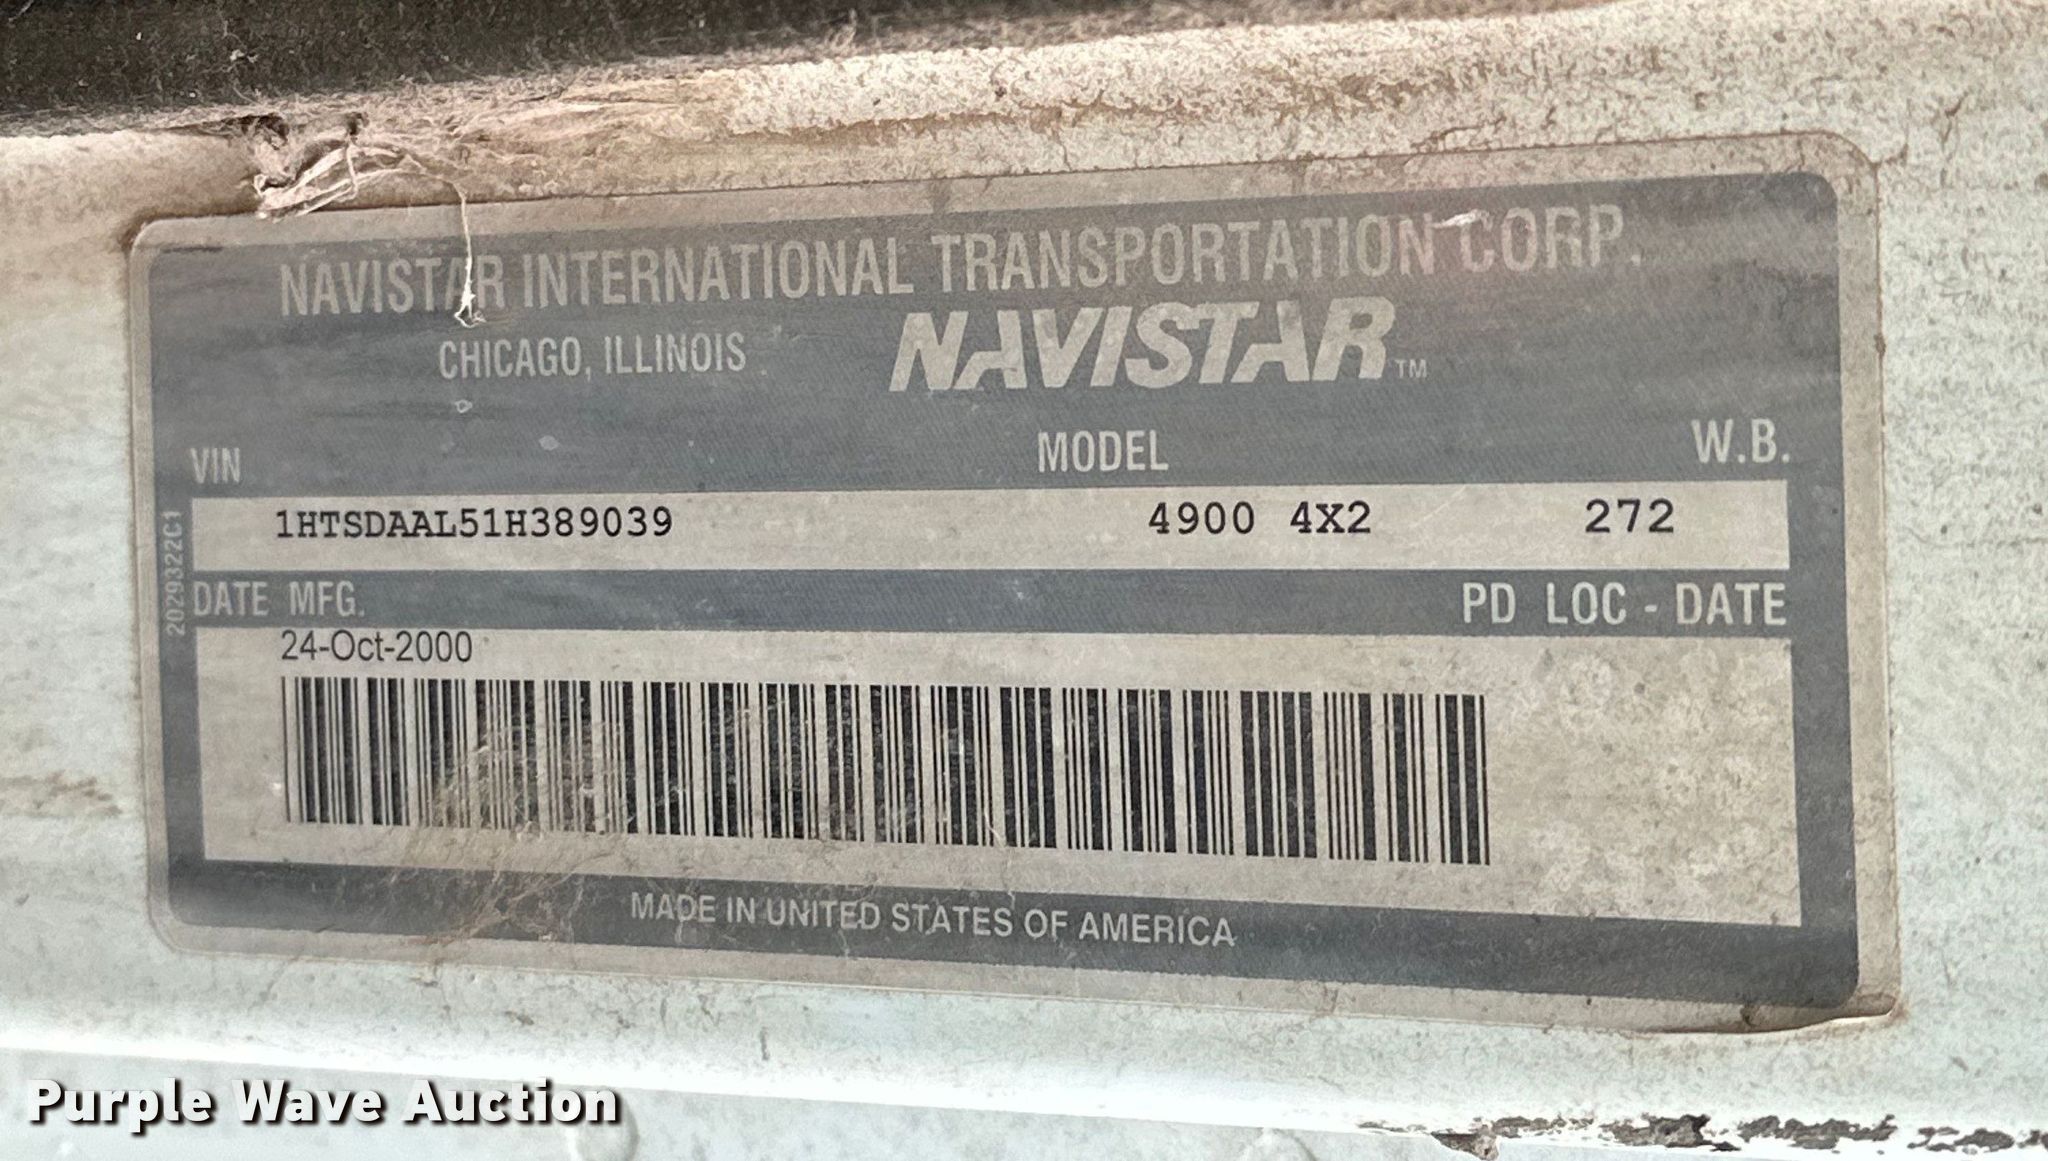 NAVISTAR INTERNATIONAL TRANSPORTATION CORP.
CHICAGO, ILLINOIS
NAVISTAR™
VIN MODEL W.B.
1HTSDAAL51H389039 4900 4X2 272
2029322C1
DATE MFG. PD LOC - DATE
24-Oct-2000
MADE IN UNITED STATES OF AMERICA
Purple Wave Auction